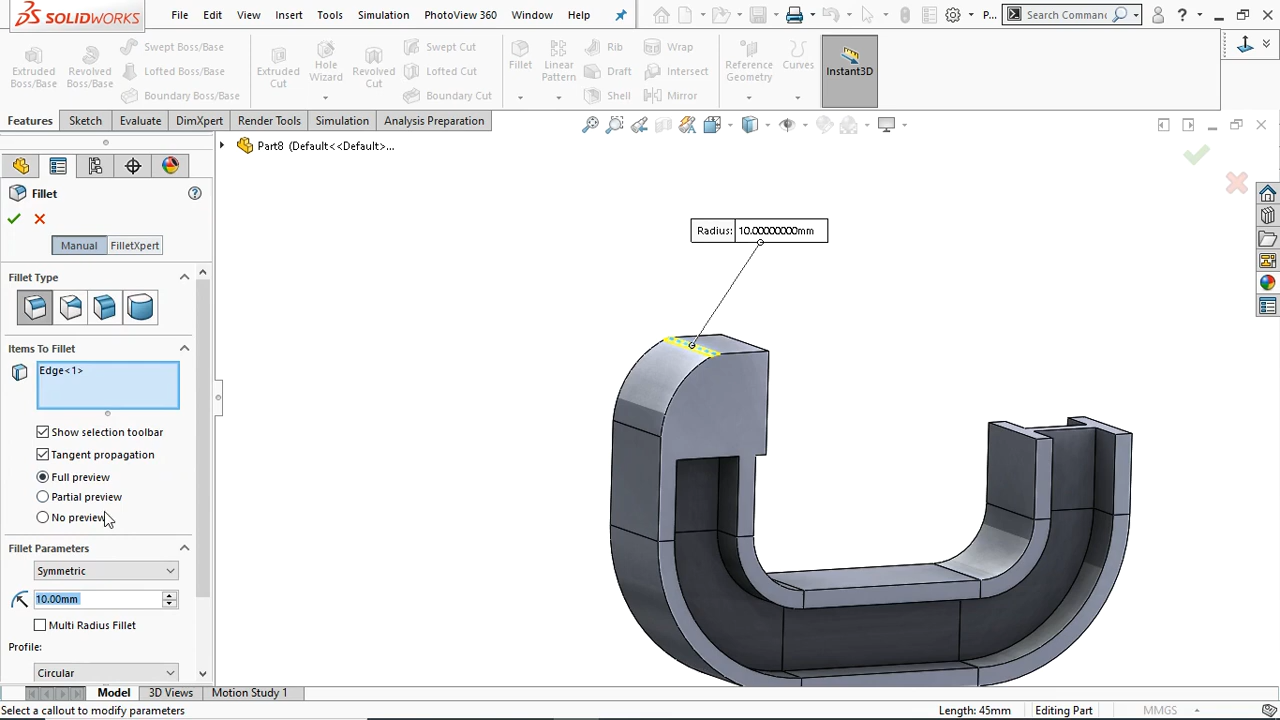 SOLIDWORKS File Edit View Insert Tools Simulation PhotoView 360 Window Help P... Search Commanc ?
Extruded Boss/Base
Revolved Boss/Base
Swept Boss/Base
Lofted Boss/Base
Boundary Boss/Base
Extruded Cut
Hole Wizard
Revolved Cut
Swept Cut
Lofted Cut
Boundary Cut
Fillet
Linear Pattern
Rib
Draft
Shell
Wrap
Intersect
Mirror
Reference Geometry
Curves
Instant3D
Features Sketch Evaluate DimXpert Render Tools Simulation Analysis Preparation
Part8 (Default<<Default>...
Fillet
Manual FilletXpert
Fillet Type
Items To Fillet
Edge<1>
Show selection toolbar
Tangent propagation
Full preview
Partial preview
No preview
Fillet Parameters
Symmetric
10.00mm
Multi Radius Fillet
Profile:
Circular
Radius: 10.00000000mm
Model 3D Views Motion Study 1
Select a callout to modify parameters Length: 45mm Editing Part MMGS